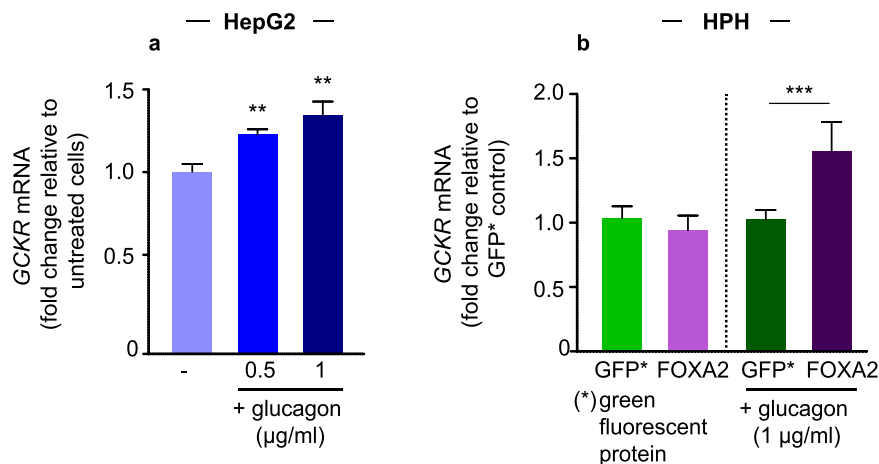 HepG2
a
GCKR mRNA
(fold change relative to
untreated cells)
1.5
1.0
0.5
0
**
**
-
0.5
1
+ glucagon
(µg/ml)
HPH
b
GCKR mRNA
(fold change relative to
GFP* control)
2.0
1.5
1.0
0.5
0
***
GFP* FOXA2
GFP* FOXA2
(*) green
fluorescent
protein
+ glucagon
(1 µg/ml)